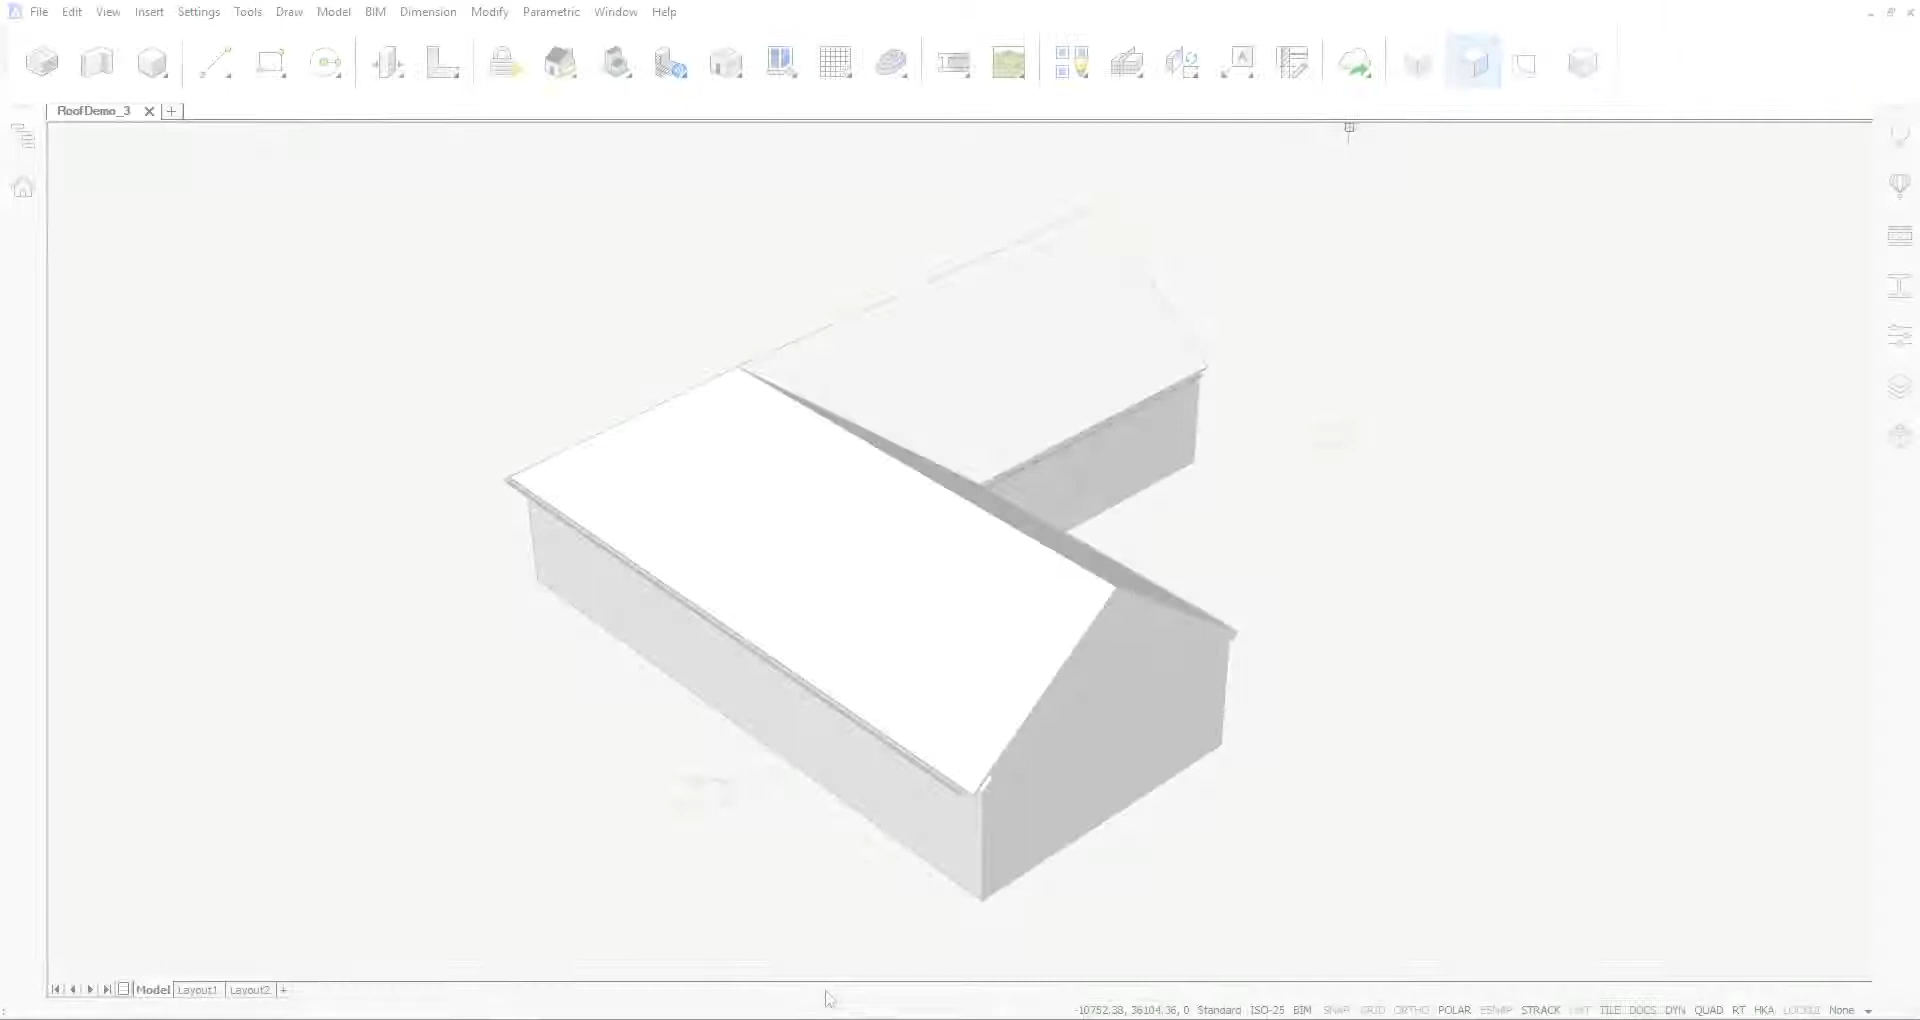 File Edit View Insert Settings Tools Draw Model BIM Dimension Modify Parametric Window Help
RoofDemo_3
Model Layout1 Layout2 +
-10752.38, 36104.36, 0 Standard ISO-25 BIM SNAP GRID ORTHO POLAR ESNAP STRACK LWT TILE DOCS DYN QUAD RT HKA LOCKUI None